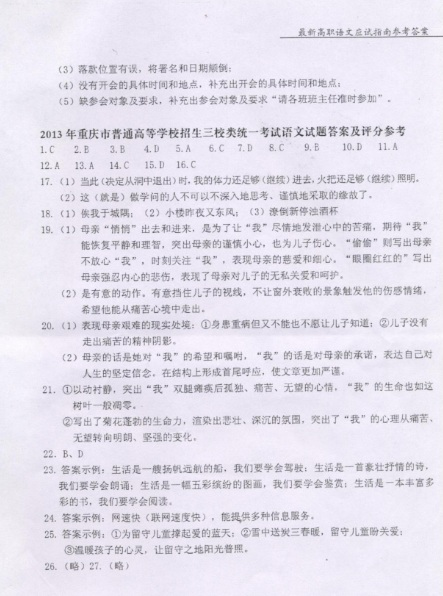 最新高职语文应试指南参考答案
(3)落款位置有误,将署名和日期颠倒;
(4)没有开会的具体时间和地点,补充出开会的具体时间和地点;
(5)缺参会对象及要求,补充出参会对象及要求“请各班班主任准时参加”。
2013年重庆市普通高等学校招生三校类统一考试语文试题答案及评分参考
1.C 2.B 3.B 4.D 5.A 6.C 7.D 8.D 9.B 10.D 11.A
12.A 13.A 14.C 15.D 16.C
17.(1)当此(决定从洞中退出)时,我的体力还足够(继续)进去,火把还足够(继续)照明。
(2)这(就是)做学问的人不可以不深入地思考、谨慎地采取的缘故了。
18.(1)俟我于城隅;(2)小楼昨夜又东风;(3)潦倒新停浊酒杯
19.(1)母亲“悄悄”出去和进来,是为了让“我”尽情地发泄心中的苦痛,期待“我”
能恢复平静和理智,突出母亲的谨慎小心,也为儿子伤心。“偷偷”则写出母亲
不放心“我”,时刻关注“我”,表现母亲的慈爱和细心。“眼圈红红的”写出
母亲强忍内心的悲伤,表现了母亲对儿子的无私关爱和呵护。
(2)是有意的动作。有意挡住儿子的视线,不让窗外衰败的景象触发他的伤感情绪,
希望他能从痛苦心境中走出。
20.(1)表现母亲艰难的现实处境:①身患重病但又不能也不愿让儿子知道;②儿子没有
走出痛苦的精神阴影。
(2)母亲的话是她对“我”的希望和嘱咐,“我”的话是对母亲的承诺,表达自己对
人生的坚定信念。在结构上形成首尾呼应,使文章更加严谨。
21.①以动衬静,突出“我”双腿瘫痪后孤独、痛苦、无望的心情。“我”的生命也如这
树叶一般凋零。
②写出了菊花蓬勃的生命力,渲染出悲壮、深沉的氛围,突出了“我”的心理从痛苦、
无望转向明朗、坚强的变化。
22.B、D
23.答案示例:生活是一艘扬帆远航的船,我们要学会驾驶;生活是一首豪壮抒情的诗,
我们要学会朗诵;生活是一幅五彩缤纷的图画,我们要学会鉴赏;生活是一本丰富多
彩的书,我们要学会阅读。
24.答案示例:网速快(联网速度快),能提供多种信息服务。
25.答案示例:①为留守儿童撑起爱的蓝天;②雪中送炭三春暖,留守儿童盼关爱;
③温暖孩子的心灵,让留守之地阳光普照。
26.(略)27.(略)